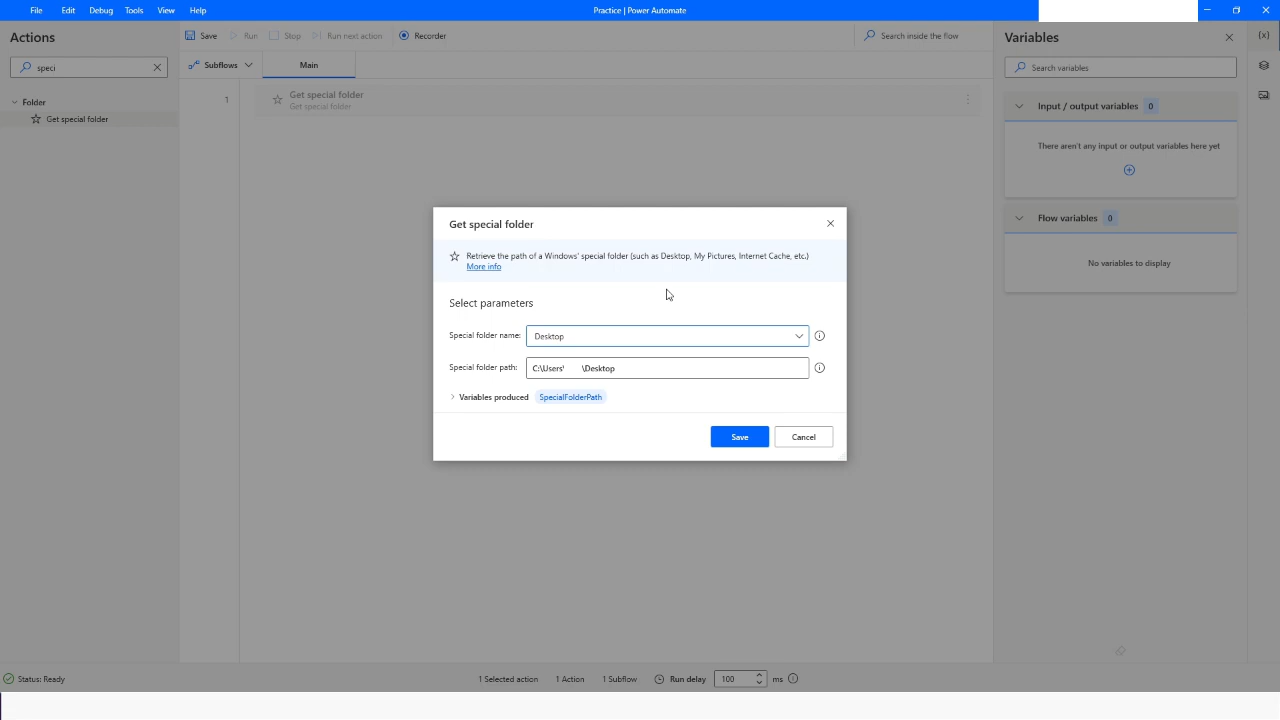 File Edit Debug Tools View Help
Practice | Power Automate
Actions
Save Run Stop Run next action Recorder
Search inside the flow
Variables
{x}
speci
Subflows Main
Search variables
Folder
Get special folder
1
Get special folder
Get special folder
Input / output variables 0
There aren't any input or output variables here yet
Flow variables 0
No variables to display
Get special folder
Retrieve the path of a Windows' special folder (such as Desktop, My Pictures, Internet Cache, etc.)
More info
Select parameters
Special folder name: Desktop
Special folder path: C:\Users' \Desktop
Variables produced SpecialFolderPath
Save Cancel
Status: Ready
1 Selected action 1 Action 1 Subflow Run delay 100 ms